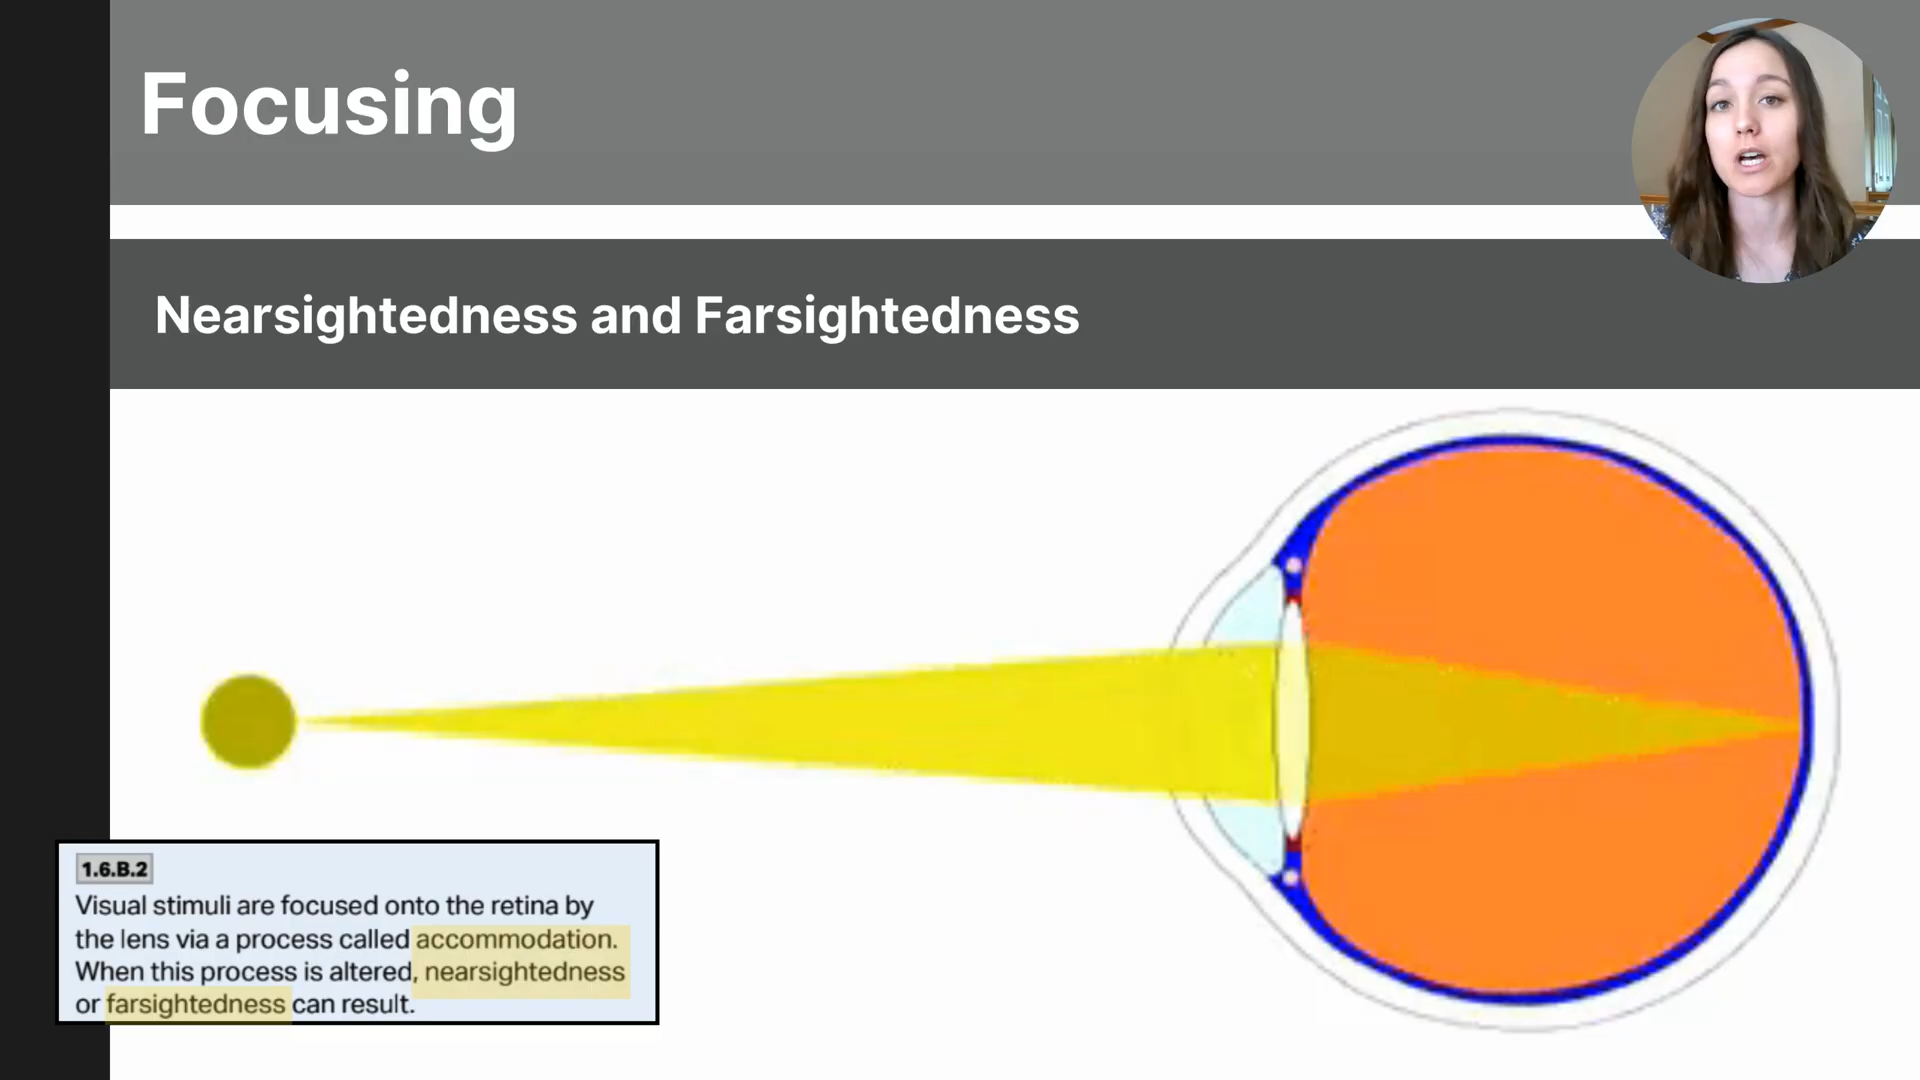 Focusing
Nearsightedness and Farsightedness
1.6.B.2
Visual stimuli are focused onto the retina by
the lens via a process called accommodation.
When this process is altered, nearsightedness
or farsightedness can result.